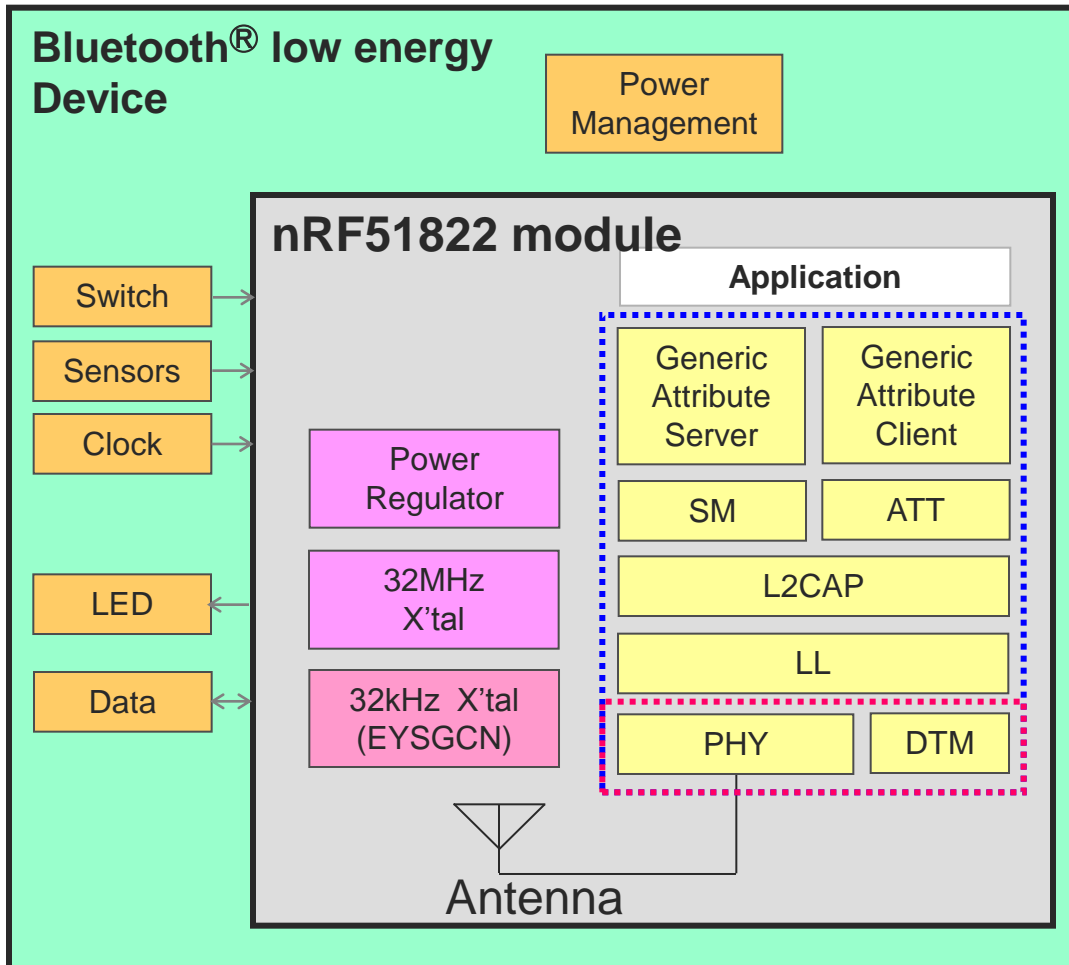 Bluetooth® low energy
Device
Power
Management
nRF51822 module
Application
Switch
Sensors
Clock
LED
Data
Power
Regulator
32MHz
X’tal
32kHz X’tal
(EYSGCN)
Generic
Attribute
Server
Generic
Attribute
Client
SM
ATT
L2CAP
LL
PHY
DTM
Antenna